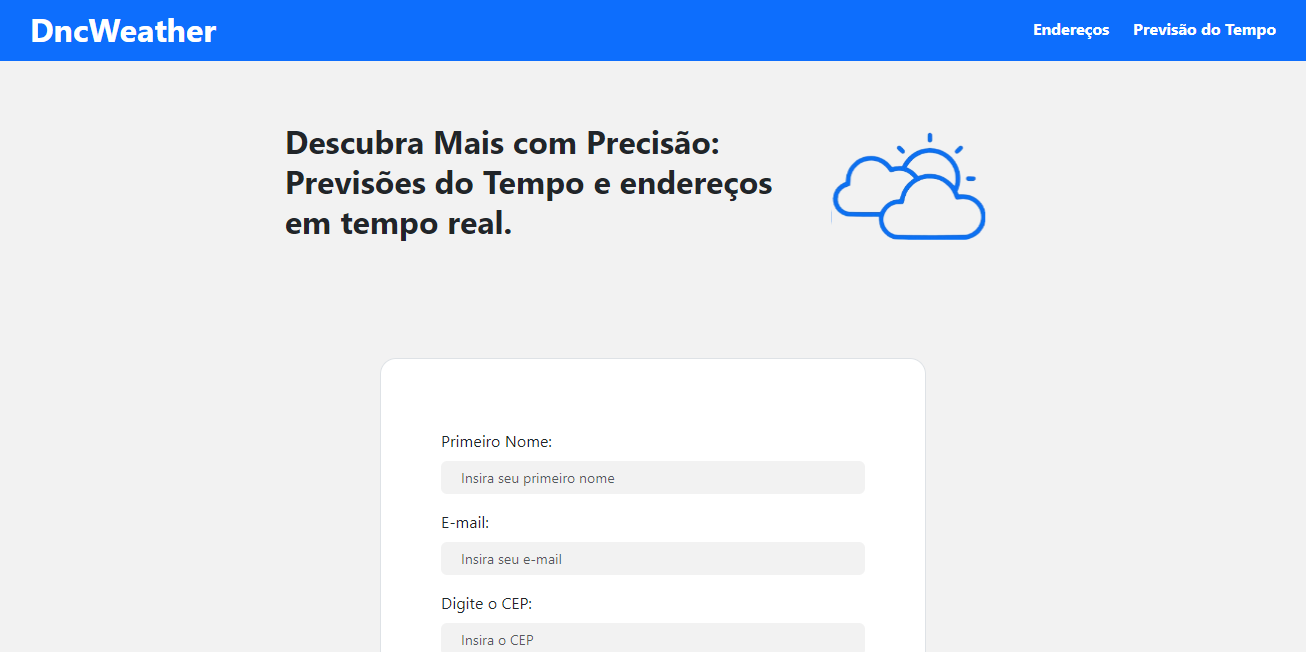 DncWeather
Endereços
Previsão do Tempo
Descubra Mais com Precisão:
Previsões do Tempo e endereços
em tempo real.
Primeiro Nome:
Insira seu primeiro nome
E-mail:
Insira seu e-mail
Digite o CEP:
Insira o CEP